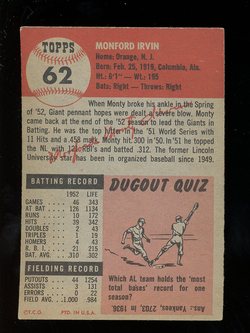 TOPPS
62
MONFORD IRVIN
Home: Orange, N. J.
Born: Feb. 25, 1919, Columbia, Ala.
Ht.: 6'1"—Wt.: 195
Bats: Right - Throws: Right
When Monty broke his ankle in the Spring
of '52, Giant pennant hopes were dealt a severe blow. Monty
came back at the end of the '52 season to lead the Giants in
Batting. He was the top hitter in the '51 World Series with
11 Hits and a .458 mark. Monty hit .300 in '50. In '51 he topped
the NL with 121 RBI's and batted .312. The former Lincoln
University star has been in organized baseball since 1949.
BATTING RECORD
1952 LIFE
GAMES 46 343
AT BAT 126 1124
RUNS 10 172
HITS 39 339
DOUBLES 2 43
TRIPLES 1
HOMERS 4 43
R. B. I. 21 215
BAT. AVG. .310 .302
FIELDING RECORD
PUTOUTS 44
ASSISTS 3 131
ERRORS 0 22
FIELD AVG. 1.000 .984
DUGOUT QUIZ
Which AL team holds the "most
total bases" record for one
season?
Ans.: Yankees, 2703, in 1936.
©T.C.G. PTD. IN U.S.A.